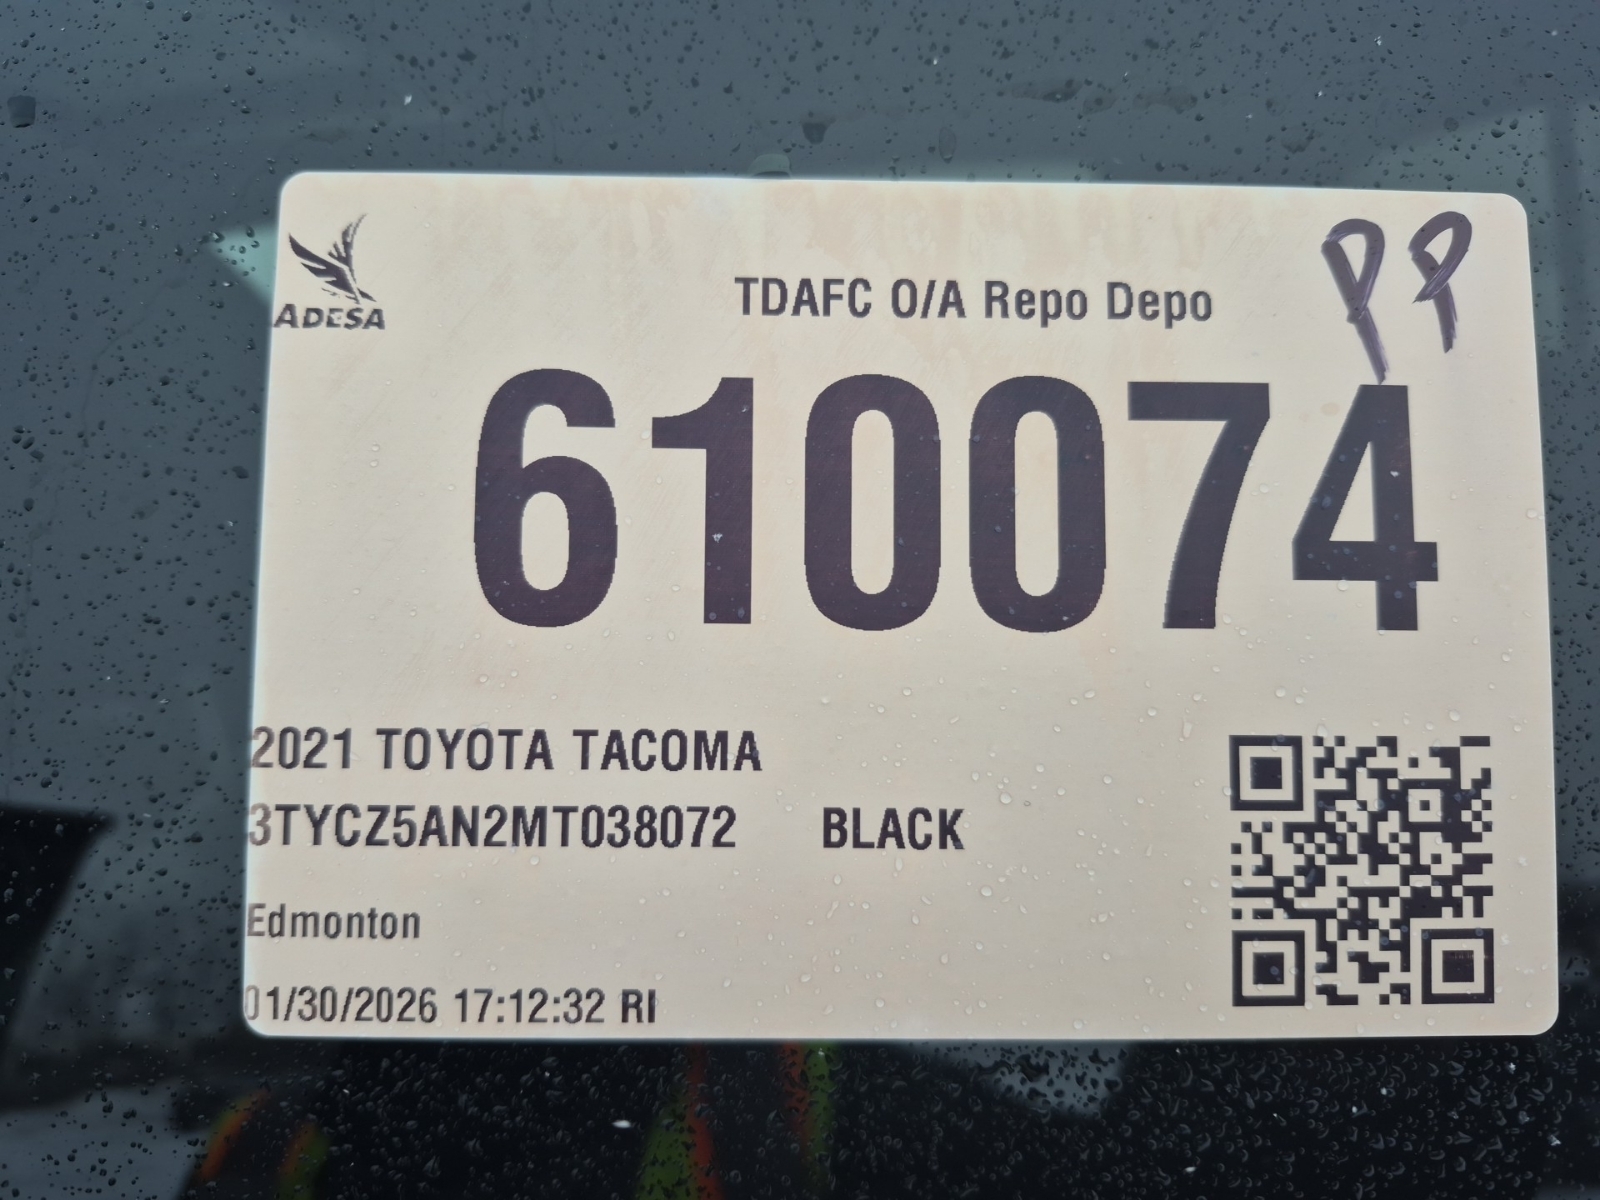 ADESA
PP
TDAFC O/A Repo Depo
610074
2021 TOYOTA TACOMA
3TYCZ5AN2MT038072 BLACK
Edmonton
01/30/2026 17:12:32 RI